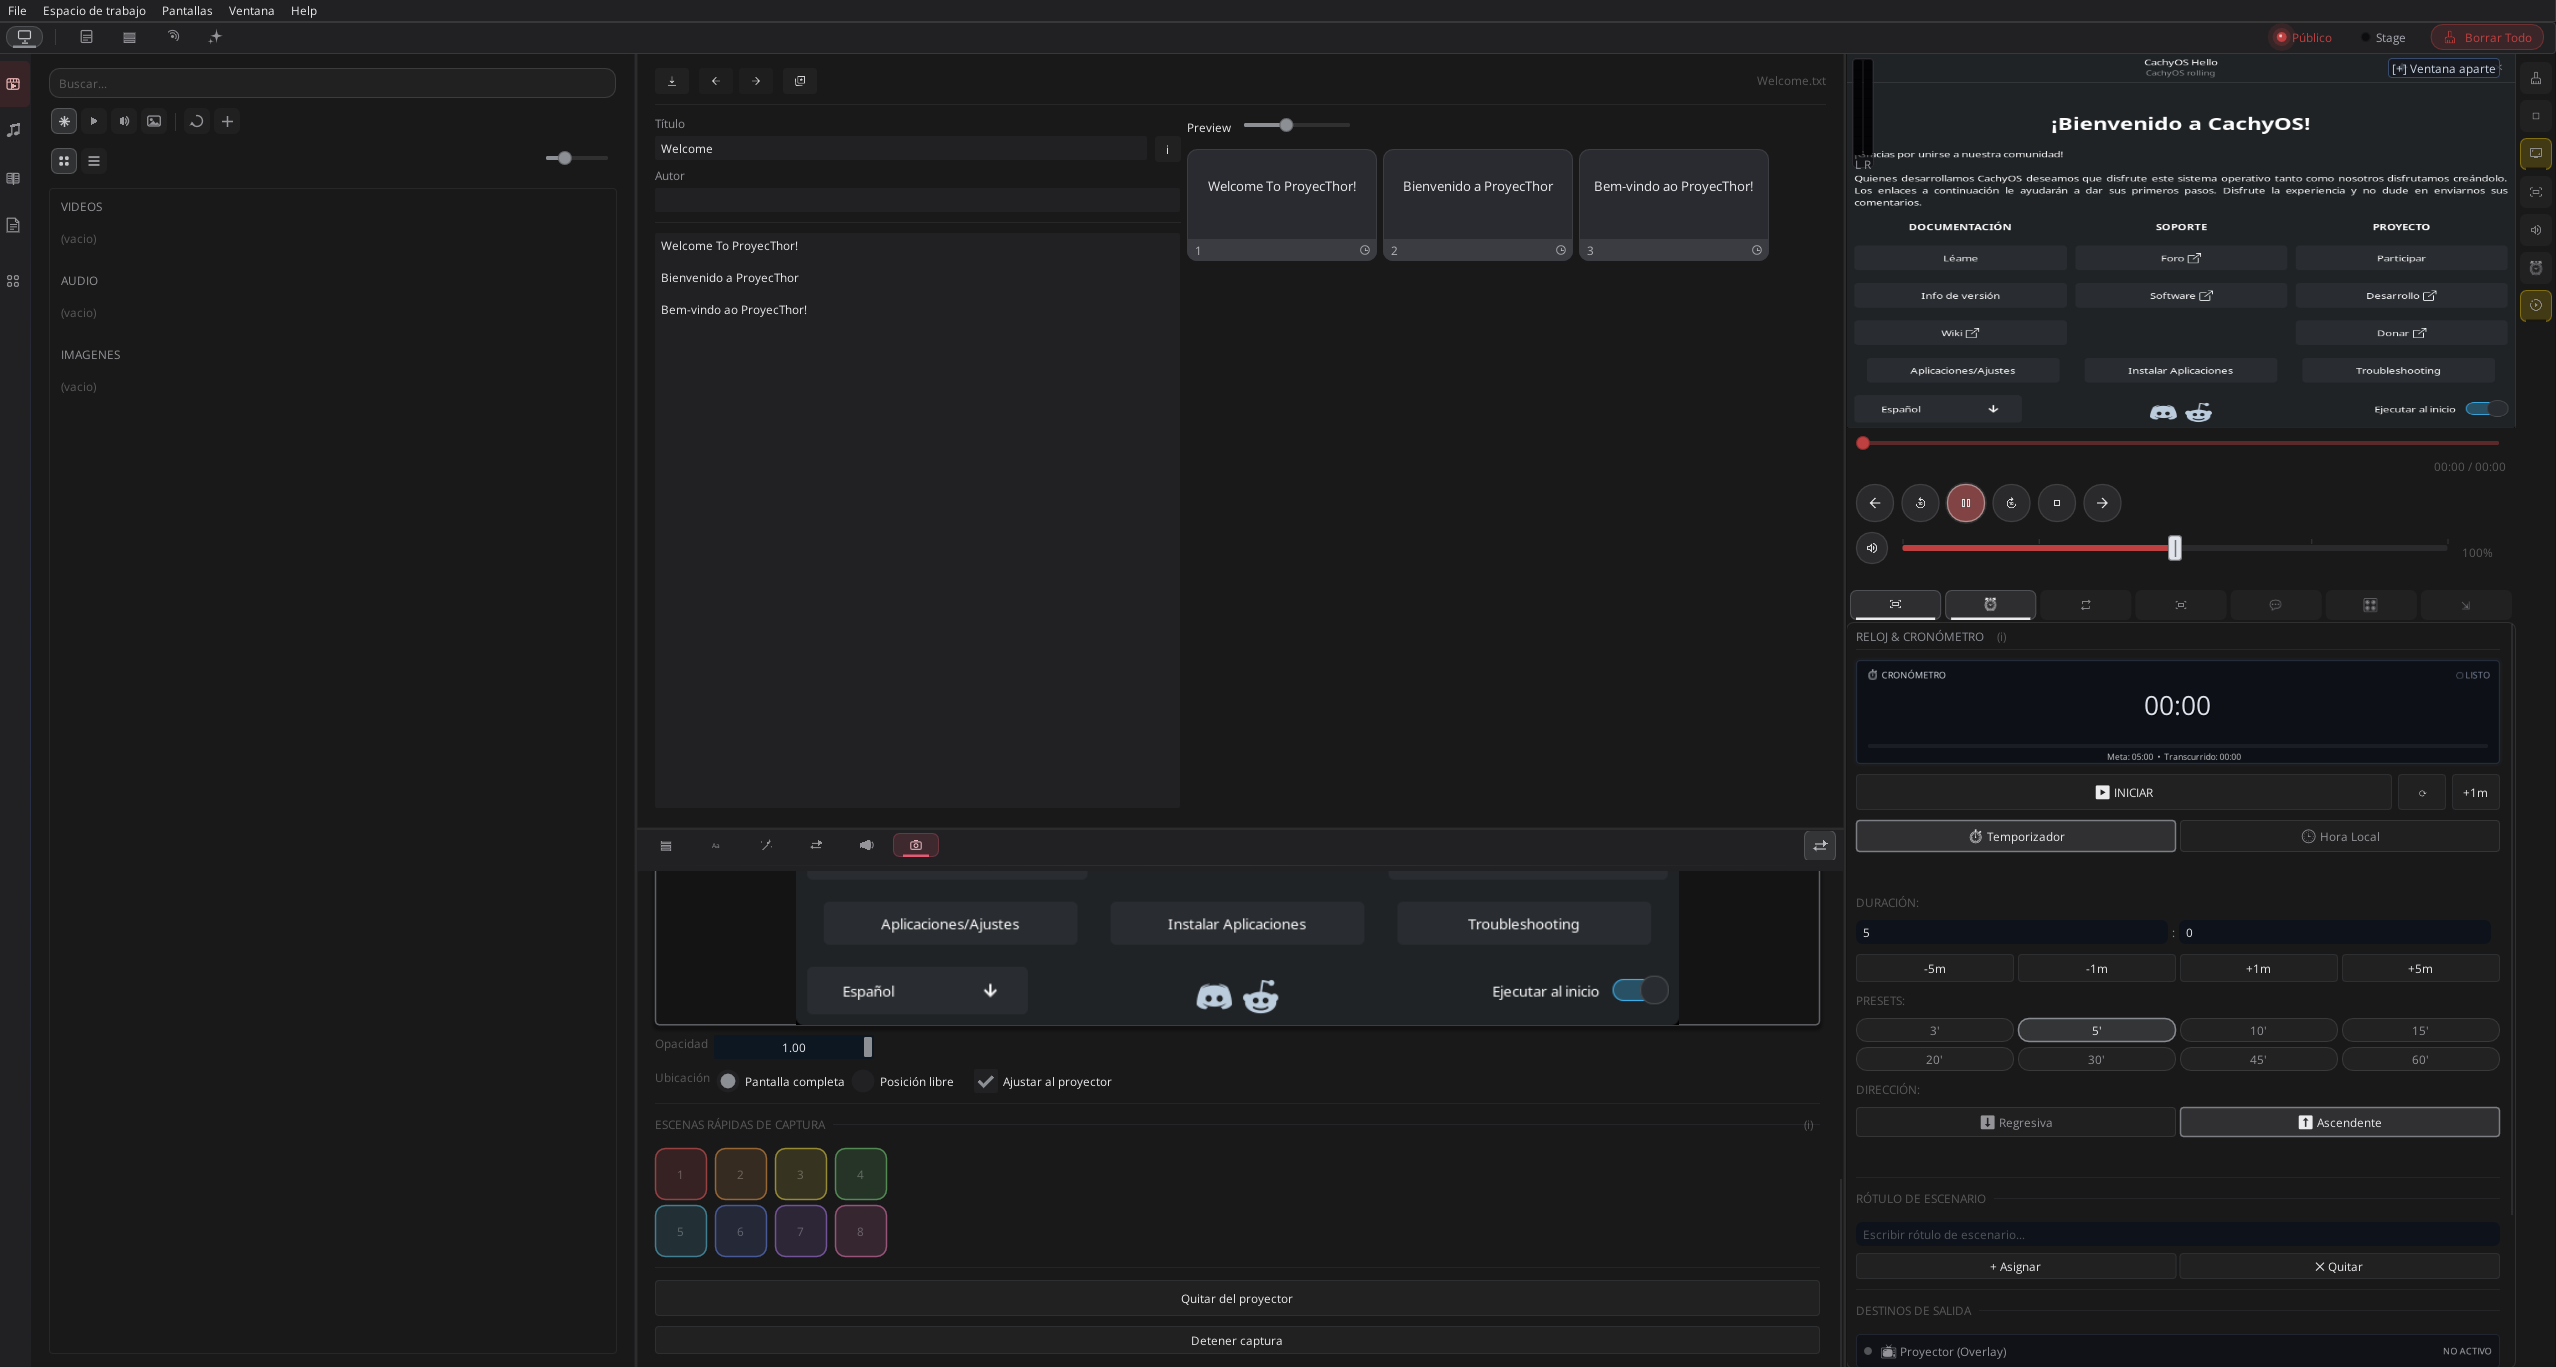 File Espacio de trabajo Pantallas Ventana Help
Público Stage Borrar Todo
Buscar...
VIDEOS
(vacio)
AUDIO
(vacio)
IMAGENES
(vacio)
Welcome.txt
Título
Welcome
i
Autor
Welcome To ProyecThor!
Bienvenido a ProyecThor
Bem-vindo ao ProyecThor!
Preview
Welcome To ProyecThor!
1
Bienvenido a ProyecThor
2
Bem-vindo ao ProyecThor!
3
Aa
Aplicaciones/Ajustes Instalar Aplicaciones Troubleshooting
Español Ejecutar al inicio
Opacidad 1.00
Ubicación Pantalla completa Posición libre Ajustar al proyector
ESCENAS RÁPIDAS DE CAPTURA (i)
1 2 3 4
5 6 7 8
Quitar del proyector
Detener captura
CachyOS Hello
CachyOS rolling
[+] Ventana aparte
¡Bienvenido a CachyOS!
por unirse a nuestra comunidad!
L R
Quienes desarrollamos CachyOS deseamos que disfrute este sistema operativo tanto como nosotros disfrutamos creándolo.
Los enlaces a continuación le ayudarán a dar sus primeros pasos. Disfrute la experiencia y no dude en enviarnos sus
comentarios.
DOCUMENTACIÓN SOPORTE PROYECTO
Léame Foro Participar
Info de versión Software Desarrollo
Wiki Donar
Aplicaciones/Ajustes Instalar Aplicaciones Troubleshooting
Español Ejecutar al inicio
00:00 / 00:00
100%
RELOJ & CRONÓMETRO (i)
CRONÓMETRO LISTO
00:00
Meta: 05:00 • Transcurrido: 00:00
INICIAR +1m
Temporizador Hora Local
DURACIÓN:
5 : 0
-5m -1m +1m +5m
PRESETS:
3' 5' 10' 15'
20' 30' 45' 60'
DIRECCIÓN:
Regresiva Ascendente
RÓTULO DE ESCENARIO
Escribir rótulo de escenario...
+ Asignar Quitar
DESTINOS DE SALIDA
Proyector (Overlay) NO ACTIVO